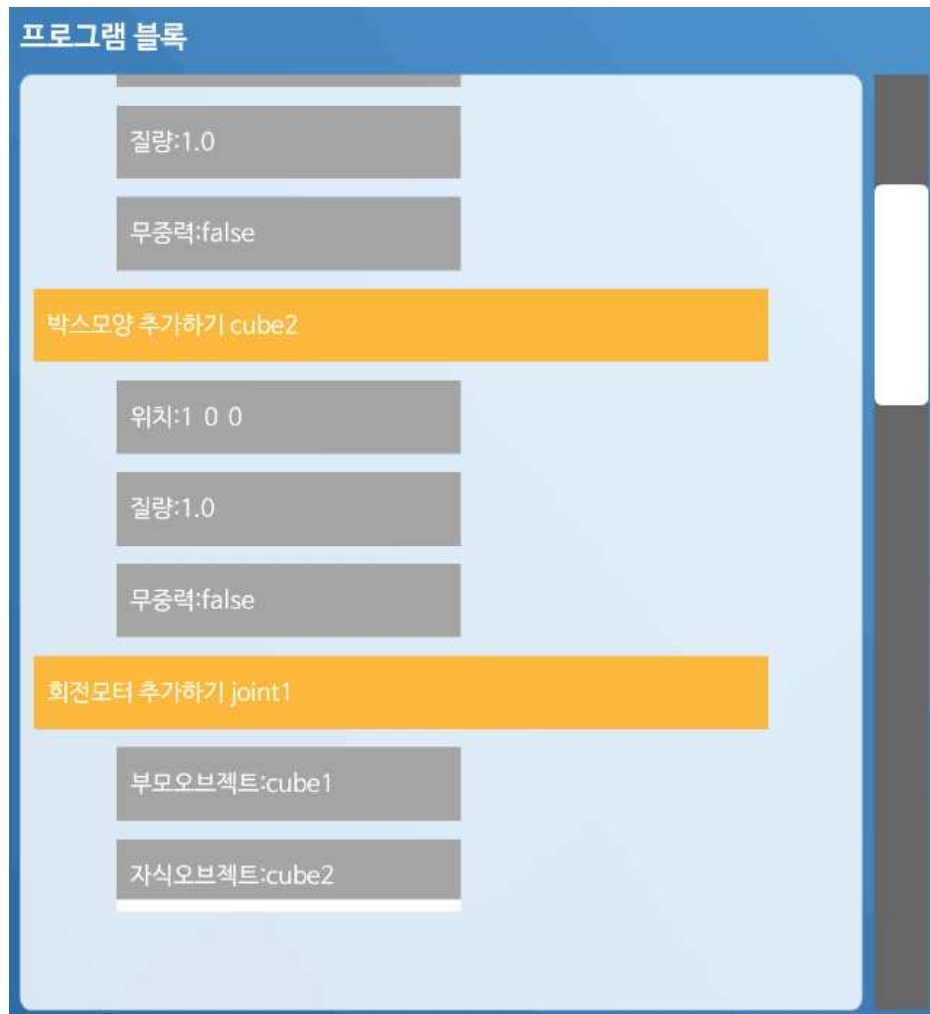 프로그램 블록
질량:1.0
무중력:false
박스모양 추가하기 cube2
위치:1 0 0
질량:1.0
무중력:false
회전모터 추가하기 joint1
부모오브젝트:cube1
자식오브젝트:cube2